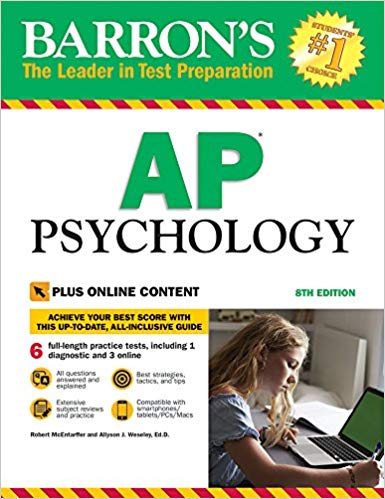 BARRON'S
The Leader in Test Preparation
STUDENTS'
#1
CHOICE
AP*
PSYCHOLOGY
PLUS ONLINE CONTENT
8TH EDITION
ACHIEVE YOUR BEST SCORE WITH
THIS UP-TO-DATE, ALL-INCLUSIVE GUIDE
6 full-length practice tests, including 1
diagnostic and 3 online
All questions
answered and
explained
Best strategies,
tactics, and tips
Extensive
subject reviews
and practice
Compatible with
smartphones/
tablets/PCs/Macs
Robert McEntarffer and Allyson J. Weseley, Ed.D.